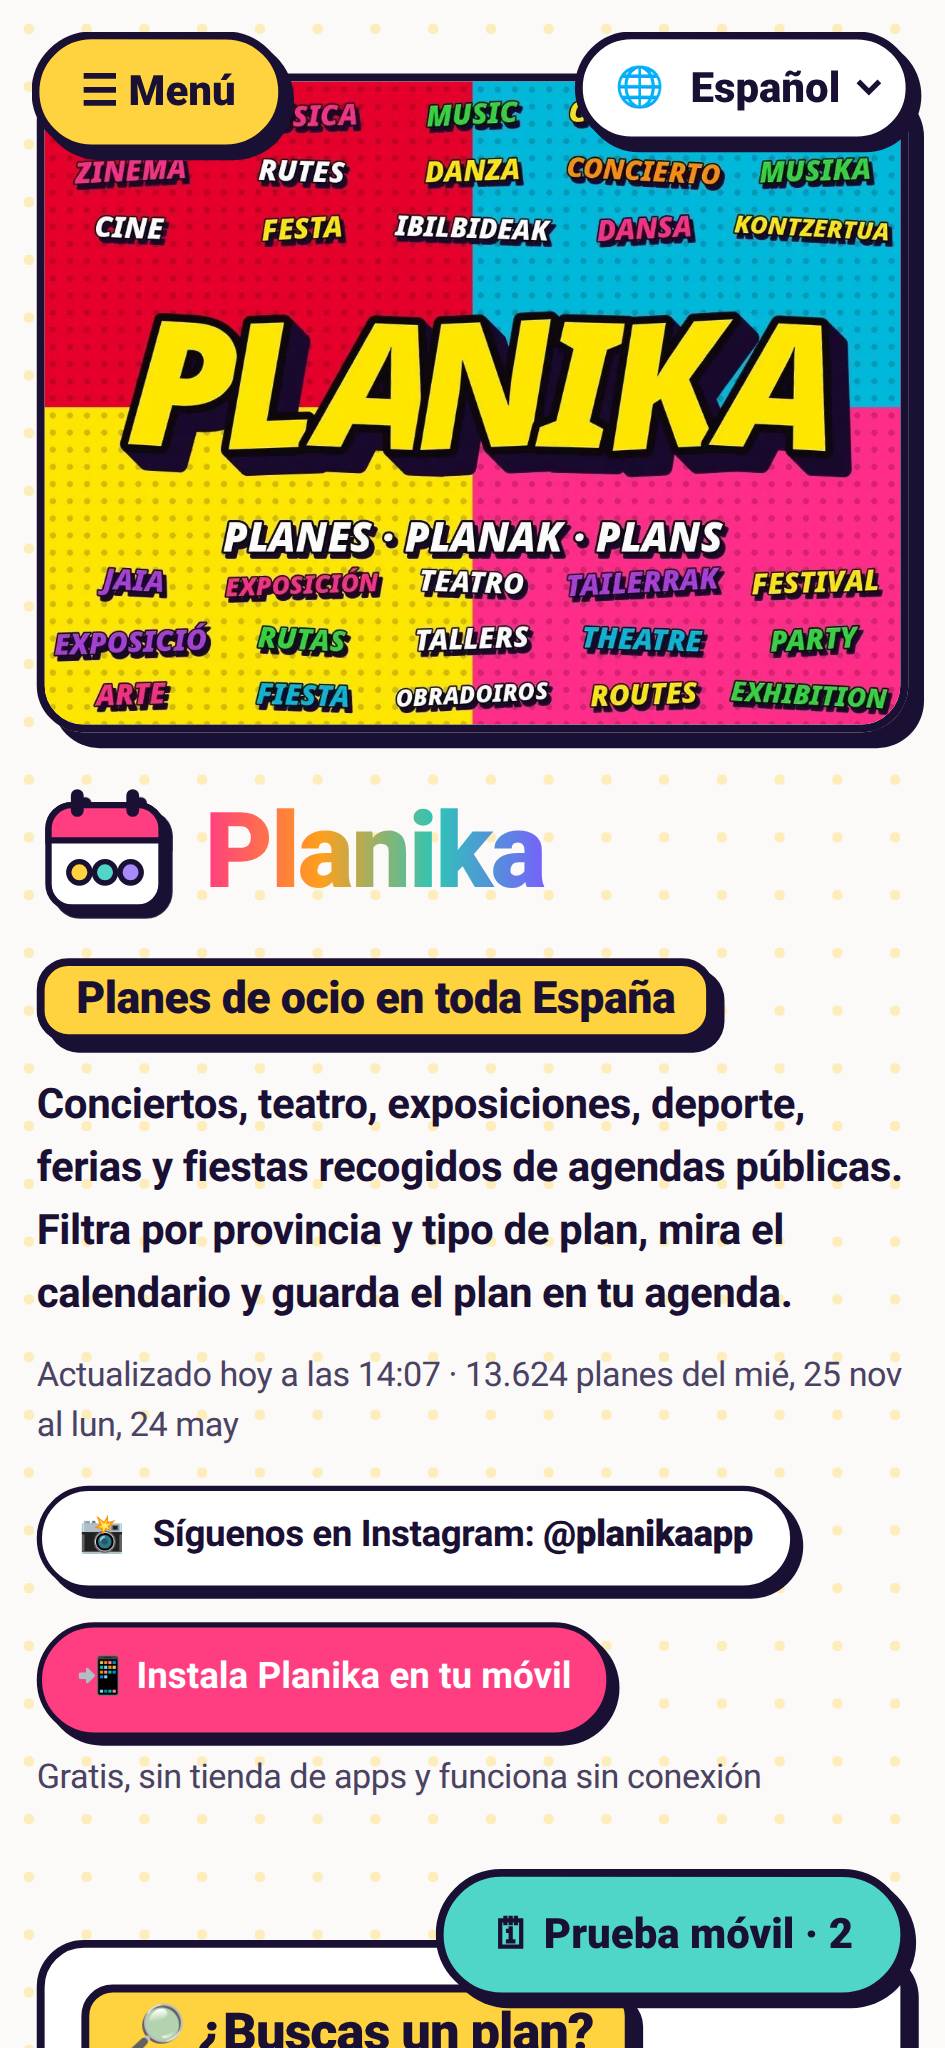 ☰ Menú
🌐 Español
SICA MUSIC
ZINEMA RUTES DANZA CONCIERTO MUSIKA
CINE FESTA IBILBIDEAK DANSA KONTZERTUA
PLANIKA
PLANES · PLANAK · PLANS
JAIA EXPOSICIÓN TEATRO TAILERRAK FESTIVAL
EXPOSICIÓ RUTAS TALLERS THEATRE PARTY
ARTE FIESTA OBRADOIROS ROUTES EXHIBITION
Planika
Planes de ocio en toda España
Conciertos, teatro, exposiciones, deporte,
ferias y fiestas recogidos de agendas públicas.
Filtra por provincia y tipo de plan, mira el
calendario y guarda el plan en tu agenda.
Actualizado hoy a las 14:07 · 13.624 planes del mié, 25 nov
al lun, 24 may
📸 Síguenos en Instagram: @planikaapp
📲 Instala Planika en tu móvil
Gratis, sin tienda de apps y funciona sin conexión
🗓 Prueba móvil · 2
🔎 ¿Buscas un plan?